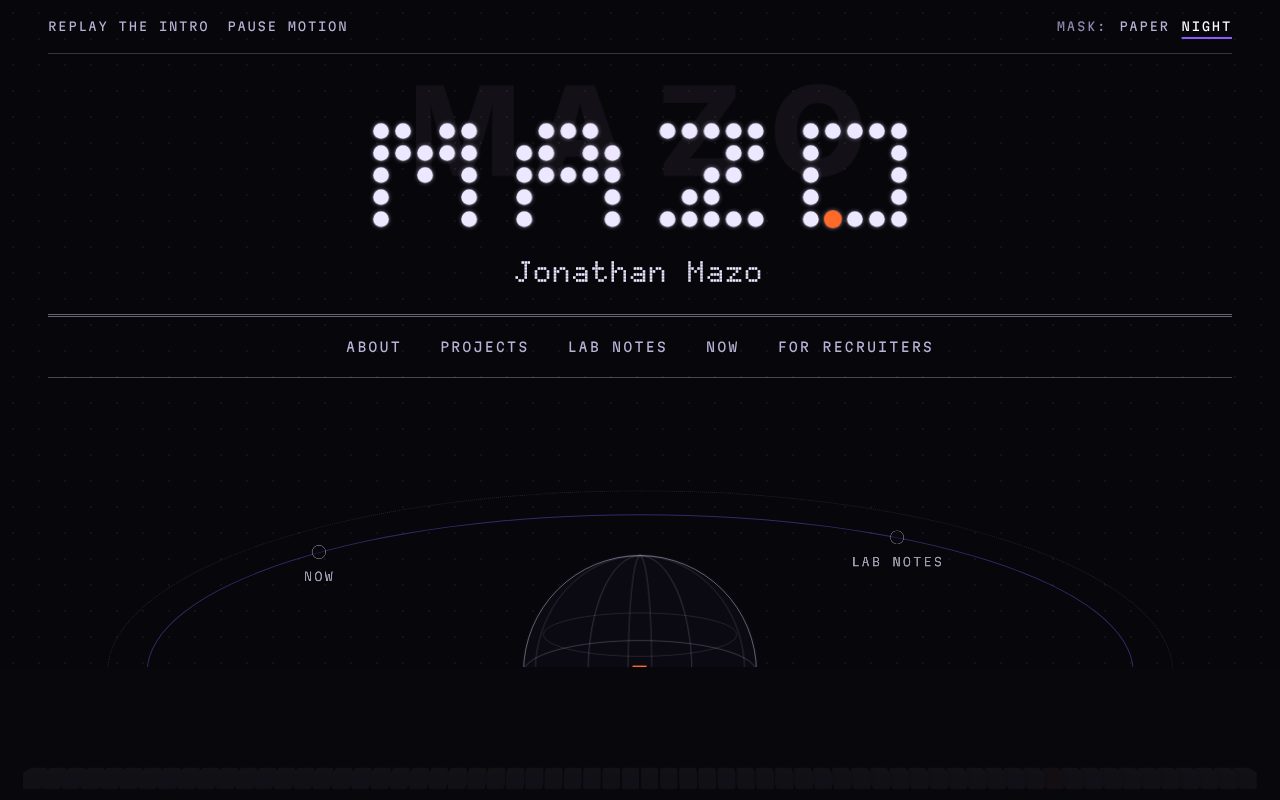 REPLAY THE INTRO PAUSE MOTION MASK: PAPER NIGHT
MAZO
MAZO
Jonathan Mazo
ABOUT PROJECTS LAB NOTES NOW FOR RECRUITERS
LAB NOTES
NOW